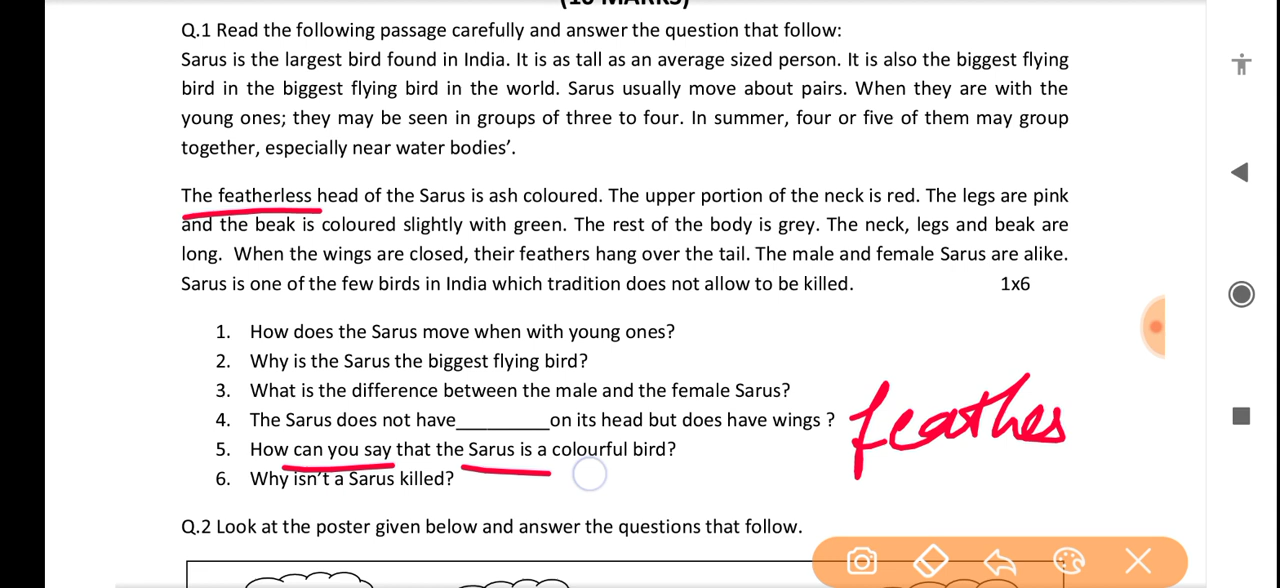 (10 MARKS)
Q.1 Read the following passage carefully and answer the question that follow:
Sarus is the largest bird found in India. It is as tall as an average sized person. It is also the biggest flying
bird in the biggest flying bird in the world. Sarus usually move about pairs. When they are with the
young ones; they may be seen in groups of three to four. In summer, four or five of them may group
together, especially near water bodies’.
The featherless head of the Sarus is ash coloured. The upper portion of the neck is red. The legs are pink
and the beak is coloured slightly with green. The rest of the body is grey. The neck, legs and beak are
long. When the wings are closed, their feathers hang over the tail. The male and female Sarus are alike.
Sarus is one of the few birds in India which tradition does not allow to be killed. 1x6
1. How does the Sarus move when with young ones?
2. Why is the Sarus the biggest flying bird?
3. What is the difference between the male and the female Sarus?
4. The Sarus does not have_________on its head but does have wings ?
feathes
5. How can you say that the Sarus is a colourful bird?
6. Why isn’t a Sarus killed?
Q.2 Look at the poster given below and answer the questions that follow.